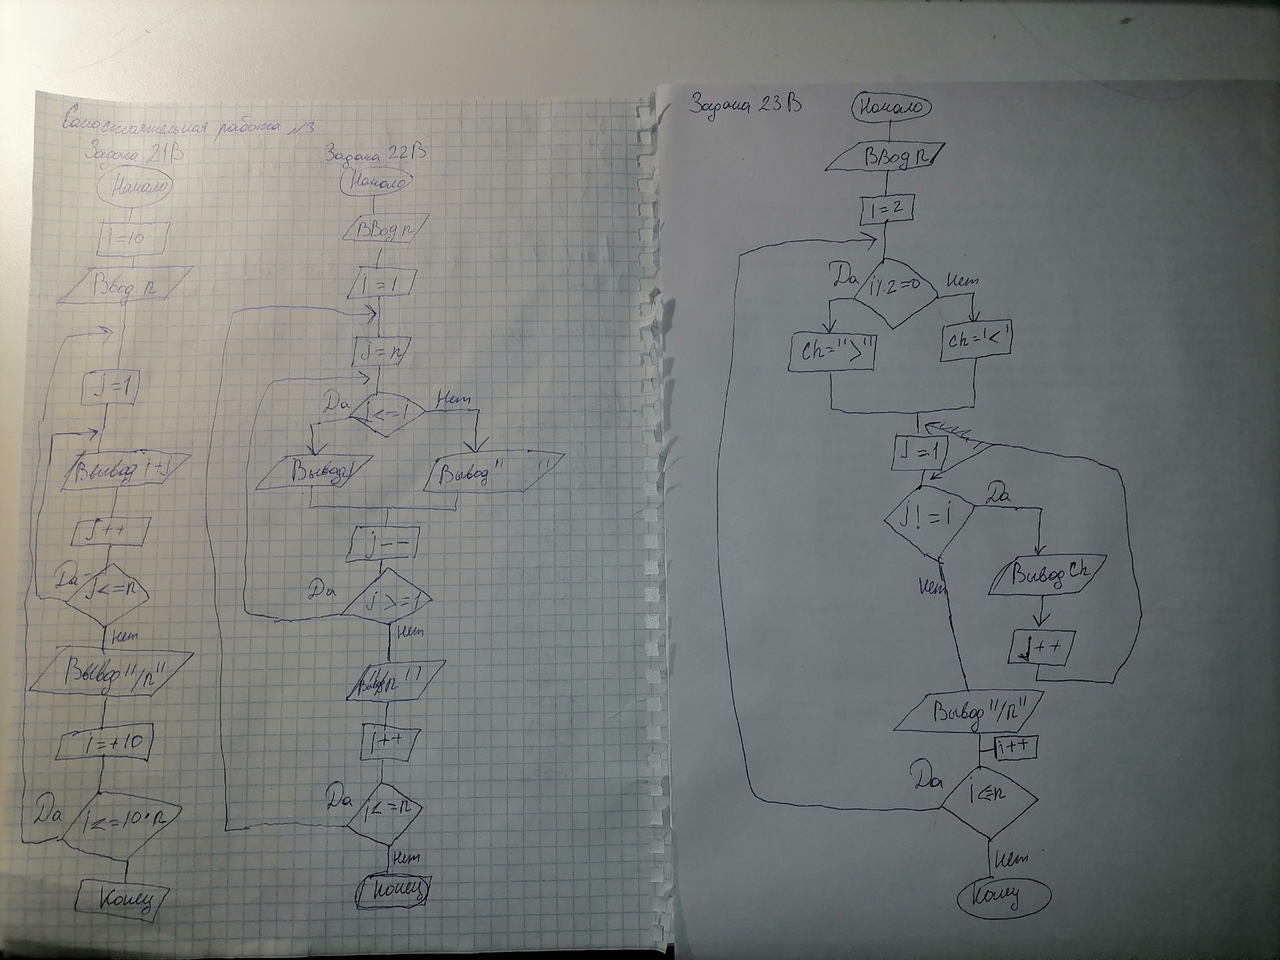 Самостоятельная работа №3
Задача 21В
Начало
i=10
Ввод n
j=1
Вывод i+j
j++
Да
j<=n
Нет
Вывод "/n"
i=+10
Да
i<=10*n
Конец
Задача 22В
Начало
ВВод n
i=1
j=n
Да
j<=i
Нет
Вывод j
Вывод " "
j--
Да
j>=1
Нет
i++
Да
i<=n
Нет
Конец
Задача 23В
Начало
ВВод n
i=2
Да
i%2=0
Нет
ch=">"
ch='<'
j=1
j!=i
Да
Вывод ch
Нет
j++
Вывод "/n"
i++
Да
i<=n
Нет
Конец